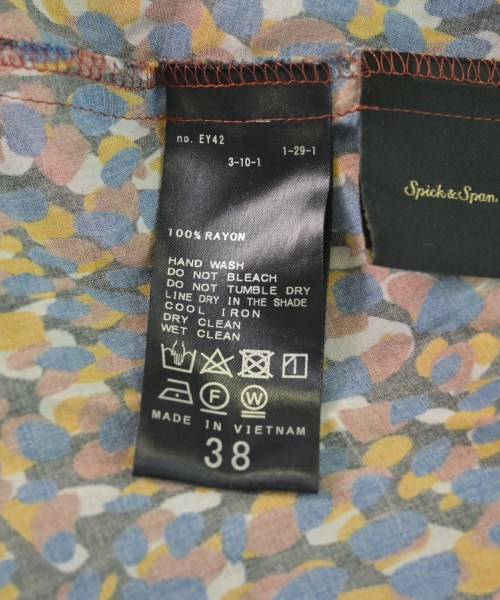 no. EY42
3-10-1 1-29-1
100% RAYON
HAND WASH
DO NOT BLEACH
DO NOT TUMBLE DRY
LINE DRY IN THE SHADE
COOL IRON
DRY CLEAN
WET CLEAN
F W
MADE IN VIETNAM
38
Spick & Span,